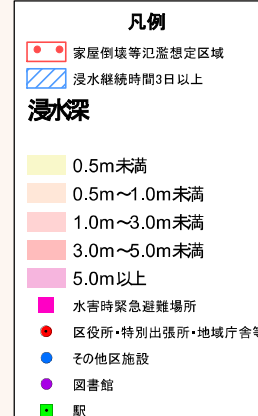 凡例
家屋倒壊等氾濫想定区域
浸水継続時間3日以上
浸水深
0.5m未満
0.5m～1.0m未満
1.0m～3.0m未満
3.0m～5.0m未満
5.0m以上
水害時緊急避難場所
区役所・特別出張所・地域庁舎等
その他区施設
図書館
駅